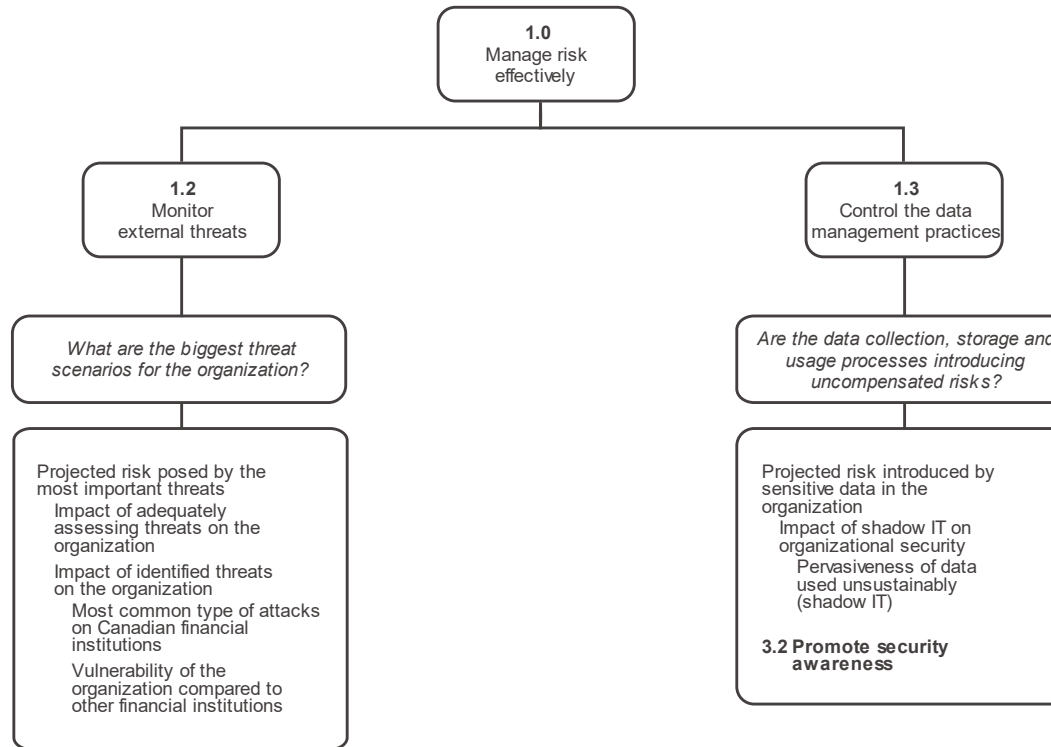 1.0
Manage risk
effectively
1.2
Monitor
external threats
1.3
Control the data
management practices
What are the biggest threat
scenarios for the organization?
Are the data collection, storage and
usage processes introducing
uncompensated risks?
Projected risk posed by the
most important threats
Impact of adequately
assessing threats on the
organization
Impact of identified threats
on the organization
Most common type of attacks
on Canadian financial
institutions
Vulnerability of the
organization compared to
other financial institutions
Projected risk introduced by
sensitive data in the
organization
Impact of shadow IT on
organizational security
Pervasiveness of data
used unsustainably
(shadow IT)
3.2 Promote security
awareness